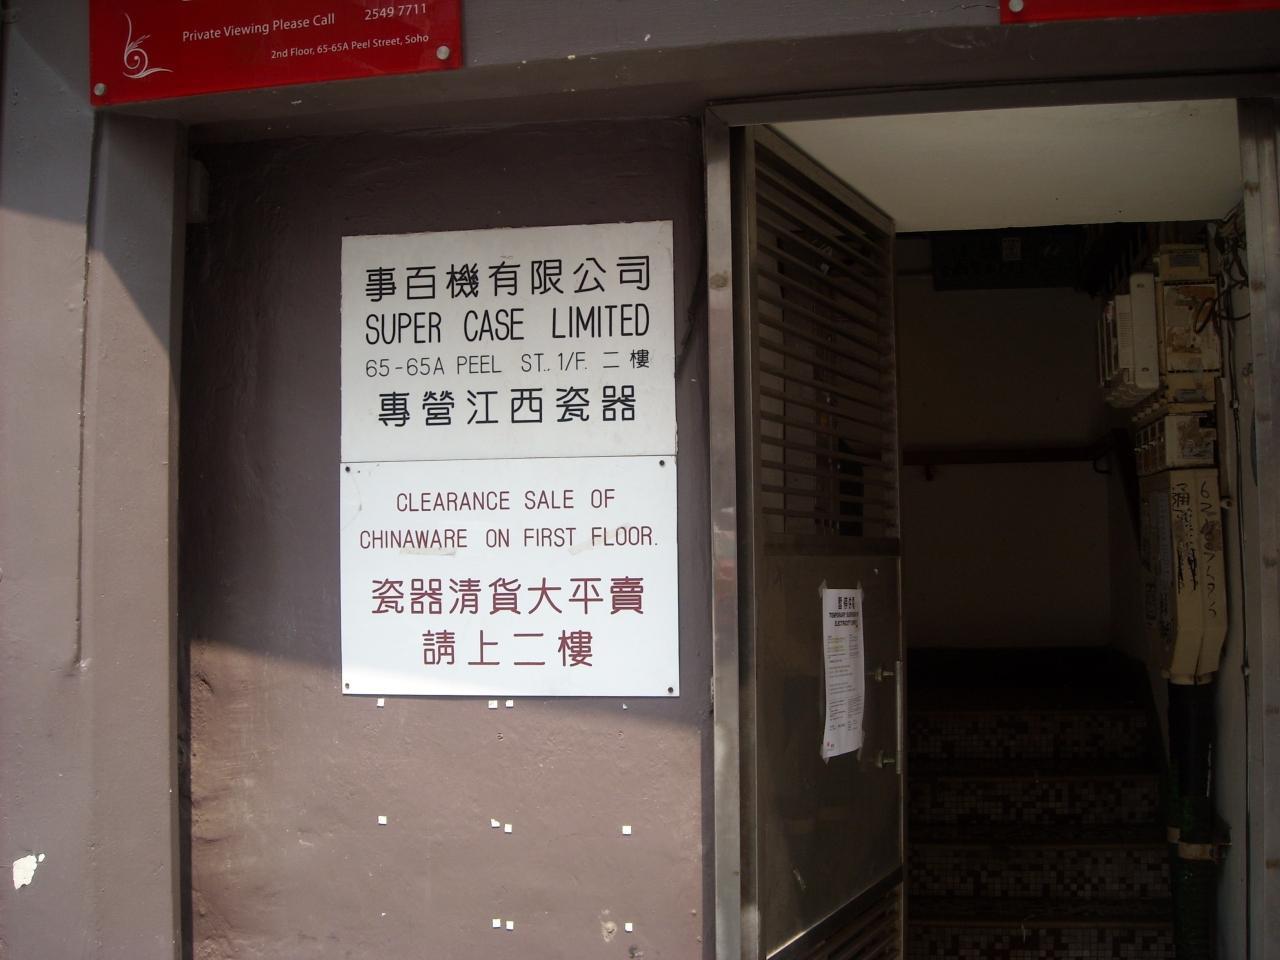 Private Viewing Please Call 2549 7711
2nd Floor, 65-65A Peel Street, Soho
事百機有限公司
SUPER CASE LIMITED
65-65A PEEL ST., 1/F. 二樓
專營江西瓷器
CLEARANCE SALE OF
CHINAWARE ON FIRST FLOOR.
瓷器清貨大平賣
請上二樓